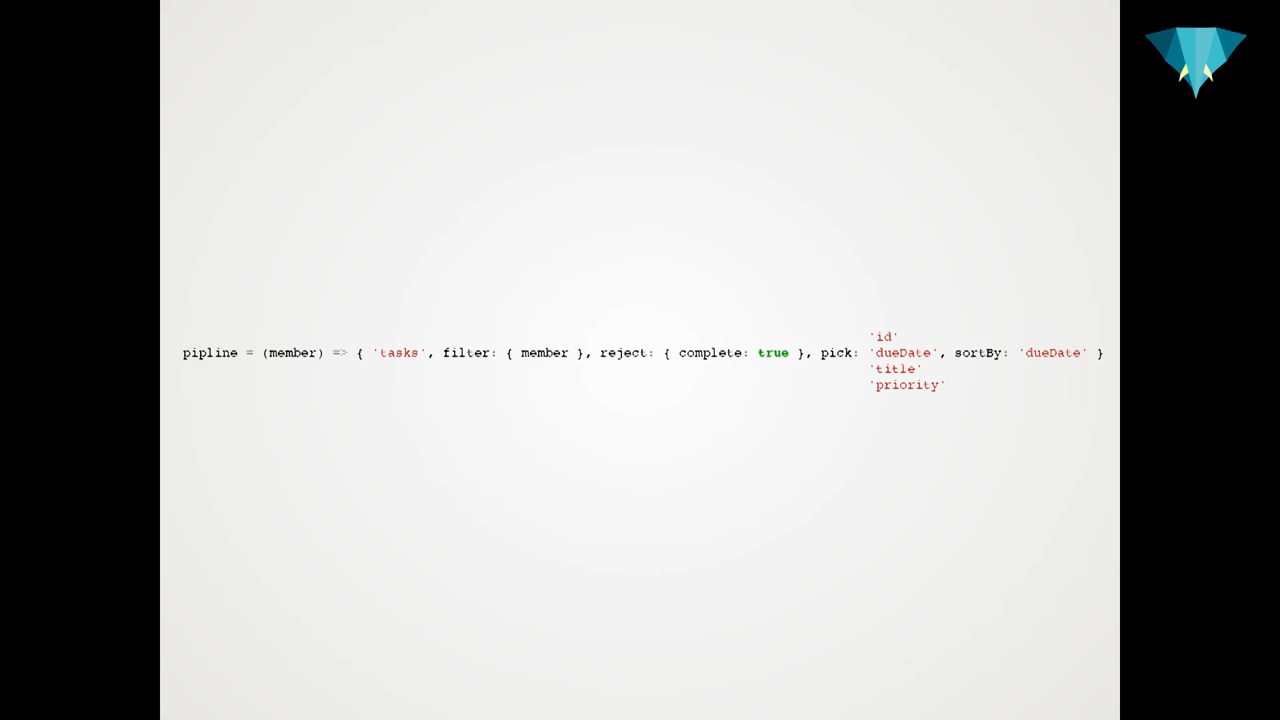 'id'
pipline = (member) => { 'tasks', filter: { member }, reject: { complete: true }, pick: 'dueDate', sortBy: 'dueDate' }
'title'
'priority'